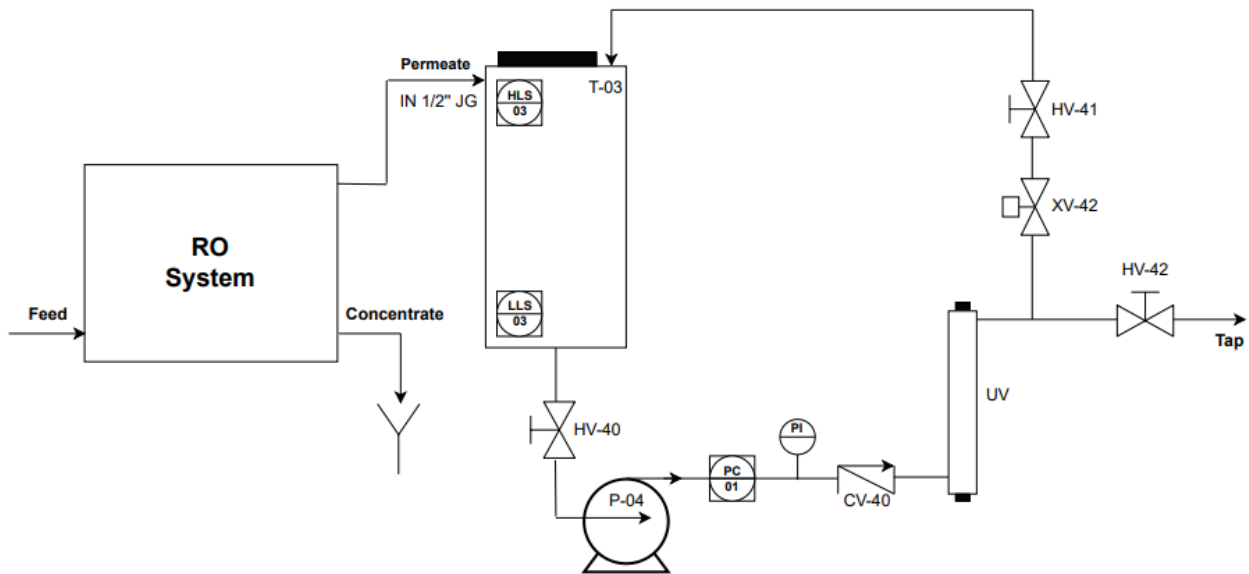 Permeate
IN 1/2" JG
HLS
03
T-03
HV-41
XV-42
RO
System
HV-42
Feed
Concentrate
LLS
03
Tap
UV
HV-40
PI
PC
01
P-04
CV-40